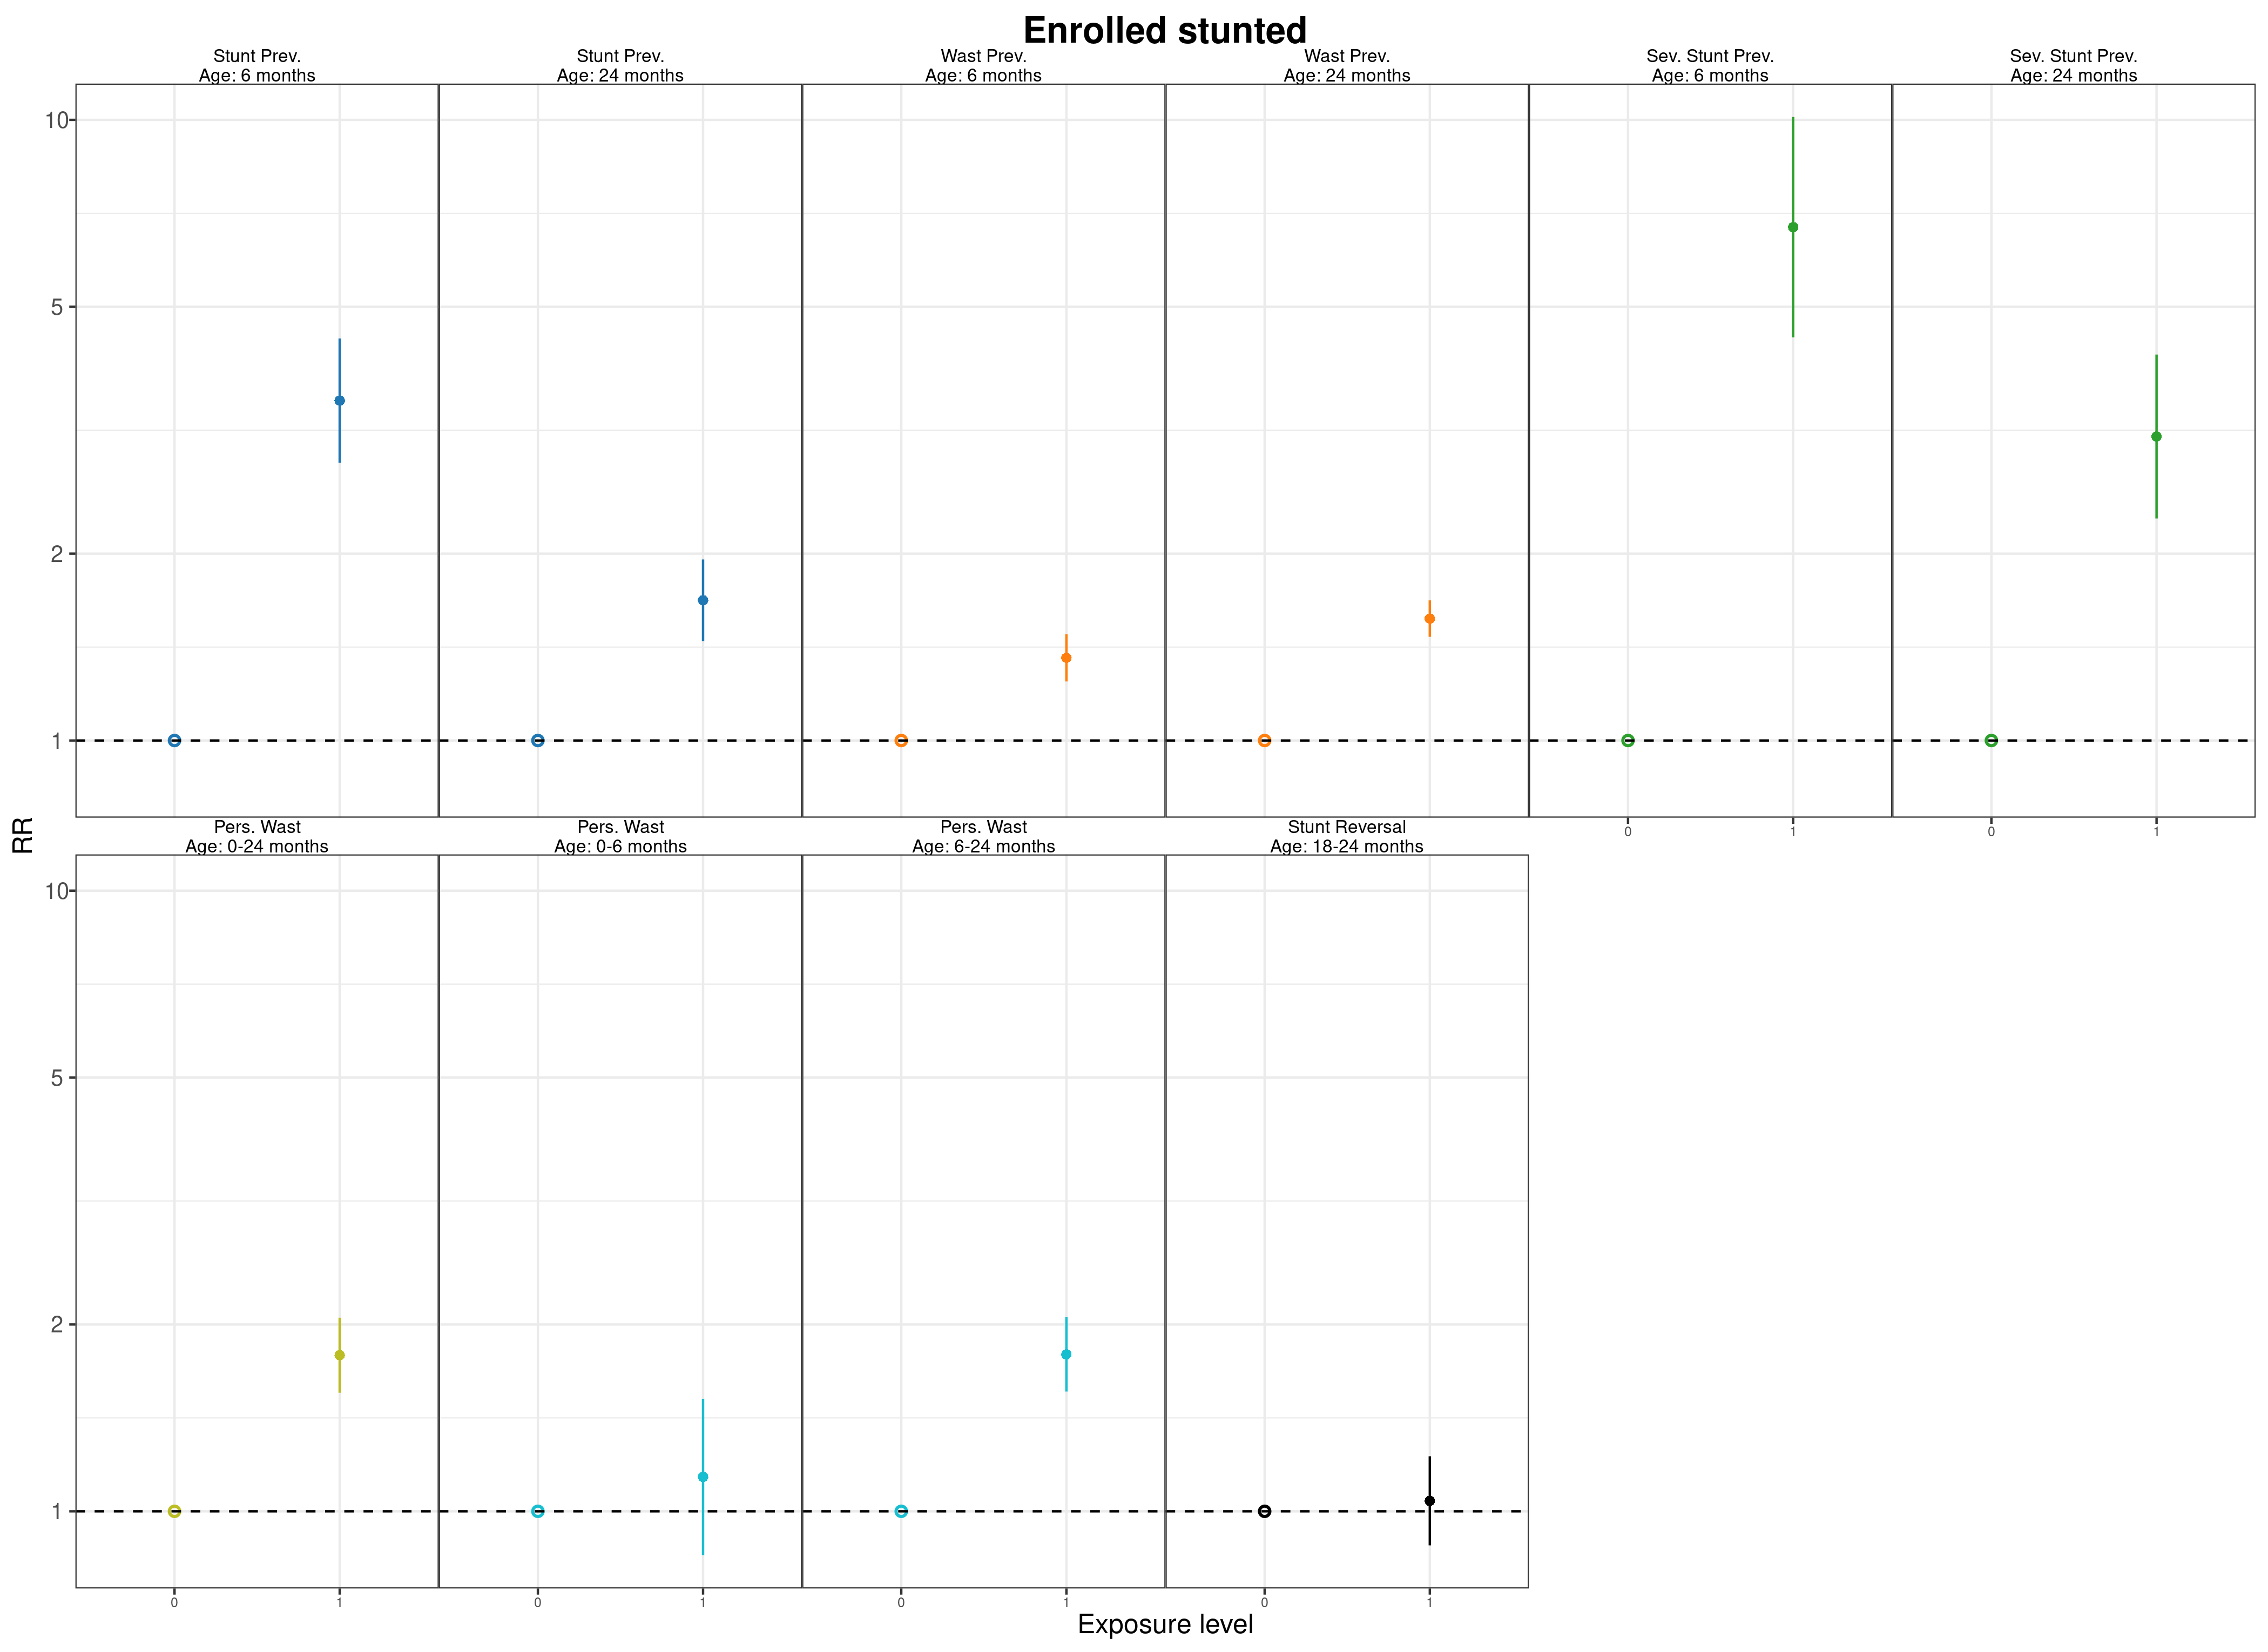 Enrolled stunted
Stunt Prev.
Age: 6 months
Stunt Prev.
Age: 24 months
Wast Prev.
Age: 6 months
Wast Prev.
Age: 24 months
Sev. Stunt Prev.
Age: 6 months
Sev. Stunt Prev.
Age: 24 months
10
5
2
1
0
1
0
1
RR
Pers. Wast
Age: 0-24 months
Pers. Wast
Age: 0-6 months
Pers. Wast
Age: 6-24 months
Stunt Reversal
Age: 18-24 months
10
5
2
1
0
1
0
1
0
1
0
1
Exposure level